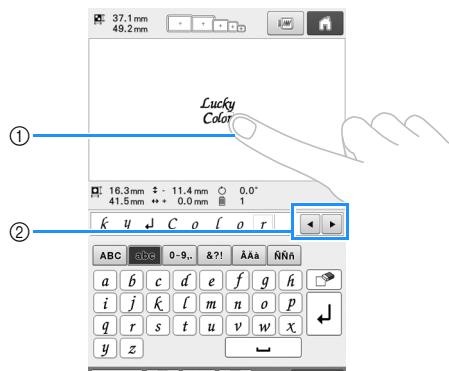 37.1 mm
49.2 mm
Lucky
Color
①
16.3 mm ↕ - 11.4 mm 0.0°
41.5 mm ↔ + 0.0 mm 1
②
k y ↲ C o l o r
ABC abc 0-9,. &?! ÂÄà ÑÑñ
a b c d e f g h
i j k l m n o p
q r s t u v w x
y z